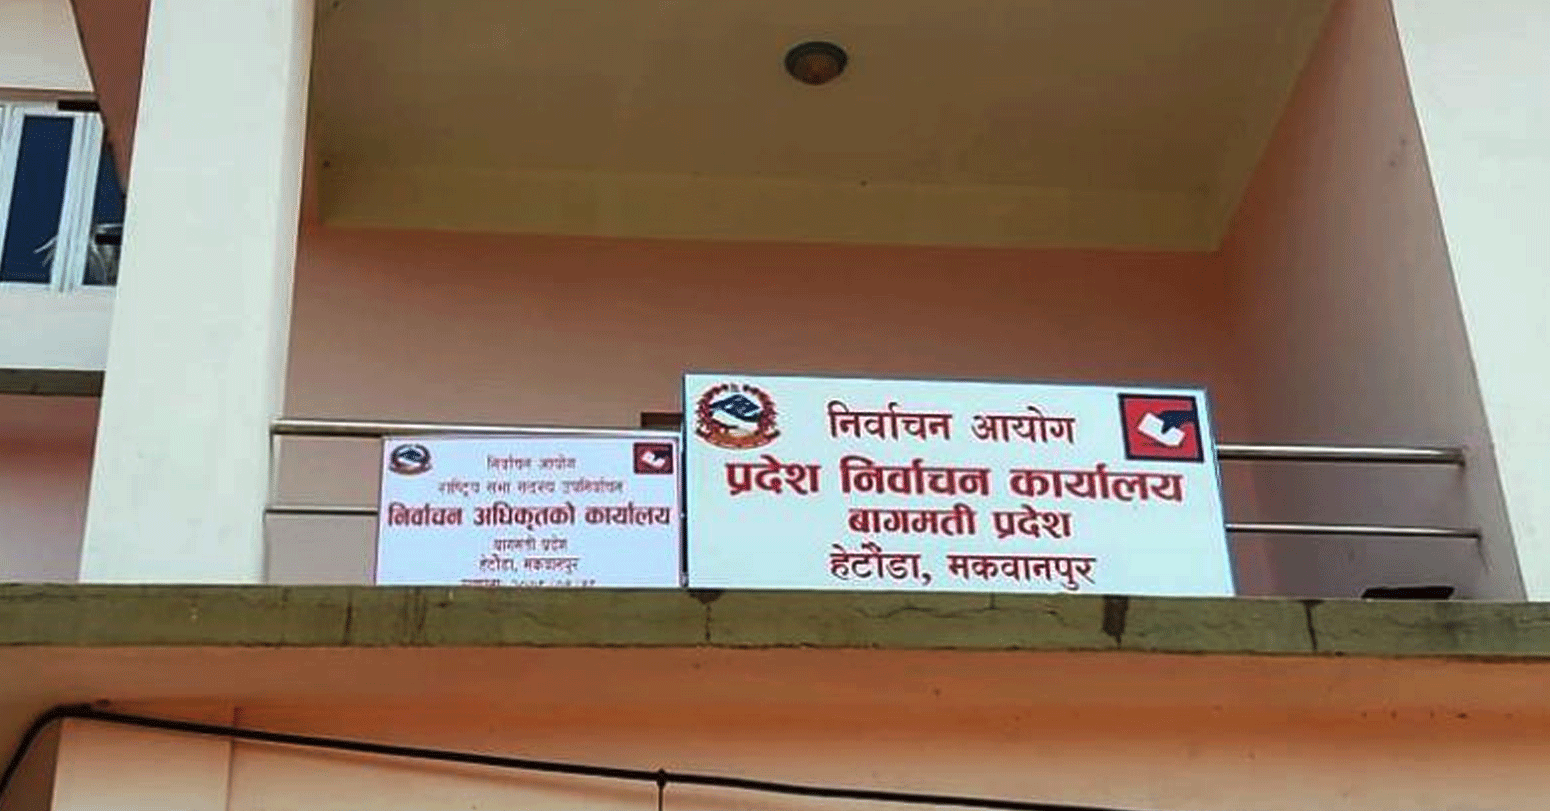 निर्वाचन आयोग
राष्ट्रिय सभा सदस्य उपनिर्वाचन
निर्वाचन अधिकृतको कार्यालय
बागमती प्रदेश
हेटौंडा, मकवानपुर
निर्वाचन आयोग
प्रदेश निर्वाचन कार्यालय
बागमती प्रदेश
हेटौंडा, मकवानपुर